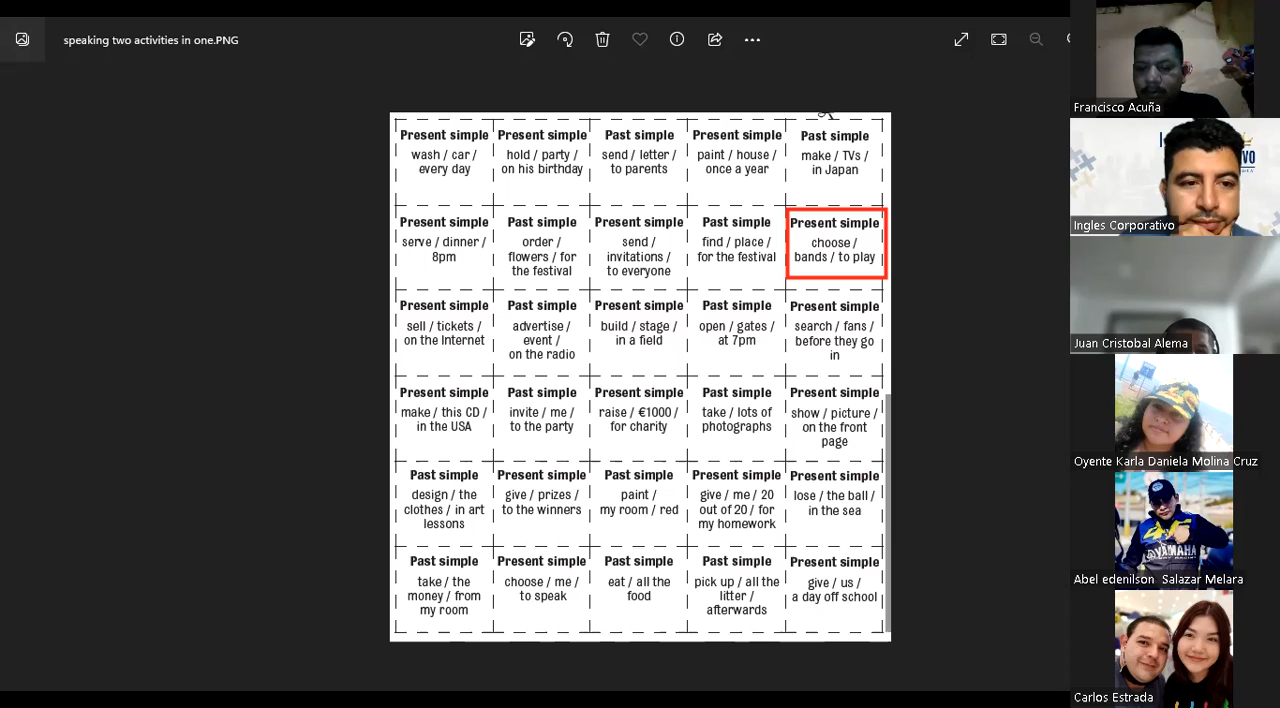 speaking two activities in one.PNG
Present simple
wash / car /
every day
Present simple
hold / party /
on his birthday
Past simple
send / letter /
to parents
Present simple
paint / house /
once a year
Past simple
make / TVs /
in Japan
Present simple
serve / dinner /
8pm
Past simple
order /
flowers / for
the festival
Present simple
send /
invitations /
to everyone
Past simple
find / place /
for the festival
Present simple
choose /
bands / to play
Present simple
sell / tickets /
on the Internet
Past simple
advertise /
event /
on the radio
Present simple
build / stage /
in a field
Past simple
open / gates /
at 7pm
Present simple
search / fans /
before they go
in
Present simple
make / this CD /
in the USA
Past simple
invite / me /
to the party
Present simple
raise / €1000 /
for charity
Past simple
take / lots of
photographs
Present simple
show / picture /
on the front
page
Past simple
design / the
clothes / in art
lessons
Present simple
give / prizes /
to the winners
Past simple
paint /
my room / red
Present simple
give / me / 20
out of 20 / for
my homework
Present simple
lose / the ball /
in the sea
Past simple
take / the
money / from
my room
Present simple
choose / me /
to speak
Past simple
eat / all the
food
Past simple
pick up / all the
litter /
afterwards
Present simple
give / us /
a day off school
Francisco Acuña
Ingles Corporativo
Juan Cristobal Alema
Oyente Karla Daniela Molina Cruz
YAMAHA
Abel edenilson Salazar Melara
Carlos Estrada